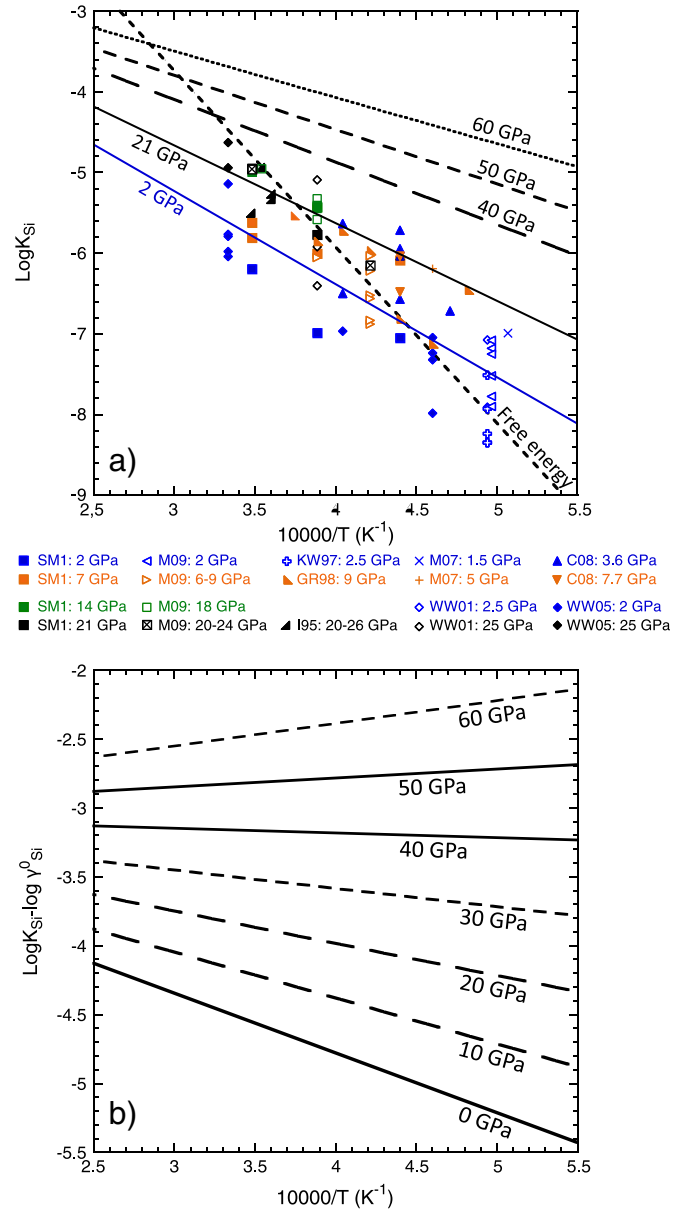 -3
-4
-5
-6
-7
-8
-9
LogK_Si
60 GPa
50 GPa
40 GPa
21 GPa
2 GPa
Free energy
a)
2,5 3 3.5 4 4.5 5 5.5
10000/T (K⁻¹)
SM1: 2 GPa M09: 2 GPa KW97: 2.5 GPa M07: 1.5 GPa C08: 3.6 GPa
SM1: 7 GPa M09: 6-9 GPa GR98: 9 GPa M07: 5 GPa C08: 7.7 GPa
SM1: 14 GPa M09: 18 GPa WW01: 2.5 GPa WW05: 2 GPa
SM1: 21 GPa M09: 20-24 GPa I95: 20-26 GPa WW01: 25 GPa WW05: 25 GPa
-2
-2.5
-3
-3.5
-4
-4.5
-5
-5.5
LogK_Si-log γ⁰_Si
60 GPa
50 GPa
40 GPa
30 GPa
20 GPa
10 GPa
0 GPa
b)
2.5 3 3.5 4 4.5 5 5.5
10000/T (K⁻¹)